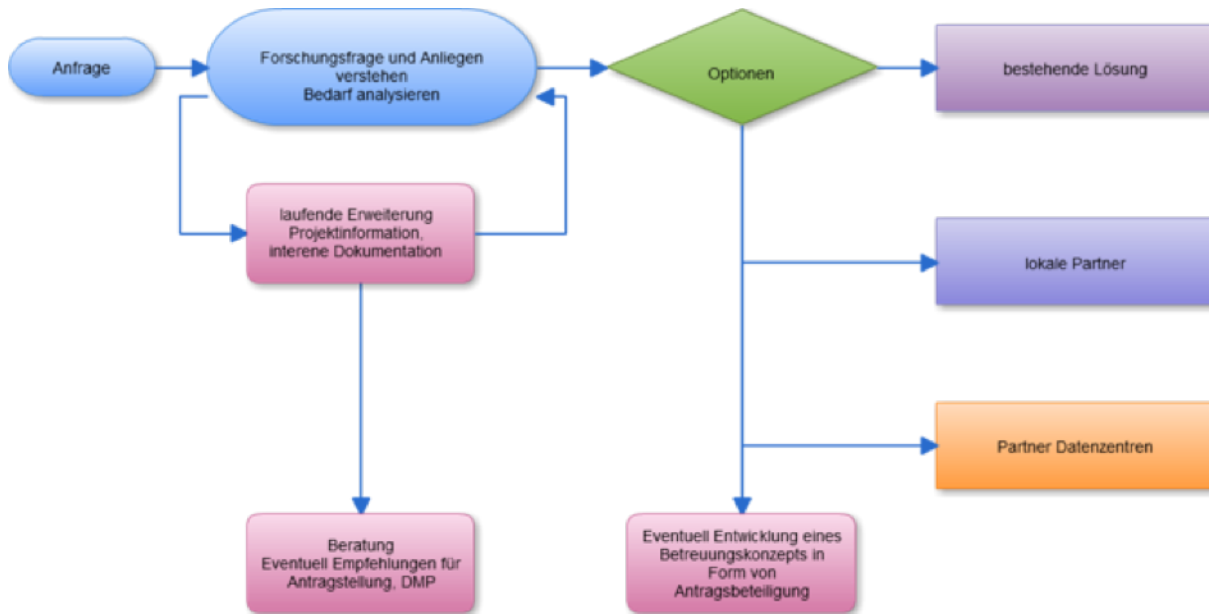 Anfrage
Forschungsfrage und Anliegen
verstehen
Bedarf analysieren
Optionen
bestehende Lösung
laufende Erweiterung
Projektinformation,
interene Dokumentation
lokale Partner
Partner Datenzentren
Beratung
Eventuell Empfehlungen für
Antragstellung, DMP
Eventuell Entwicklung eines
Betreuungskonzepts in
Form von
Antragsbeteiligung